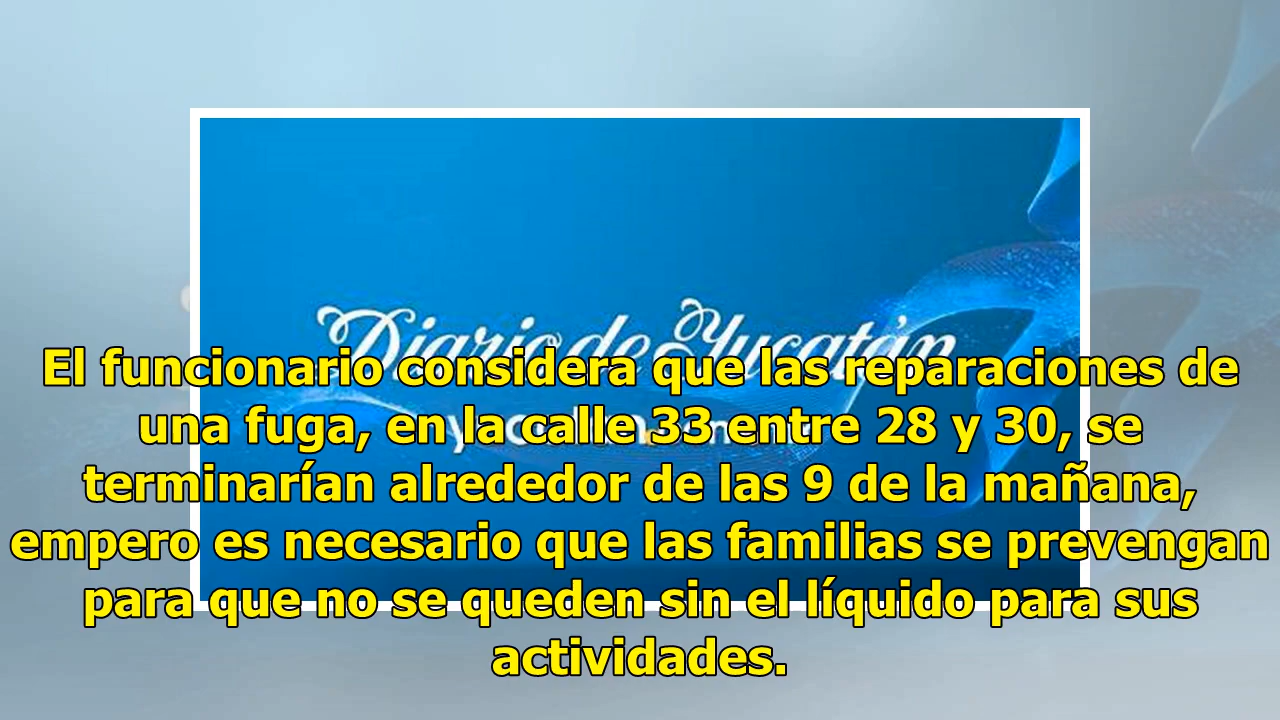 Diario de Yucatán
El funcionario considera que las reparaciones de
una fuga, en la calle 33 entre 28 y 30, se
terminarían alrededor de las 9 de la mañana,
empero es necesario que las familias se prevengan
para que no se queden sin el líquido para sus
actividades.